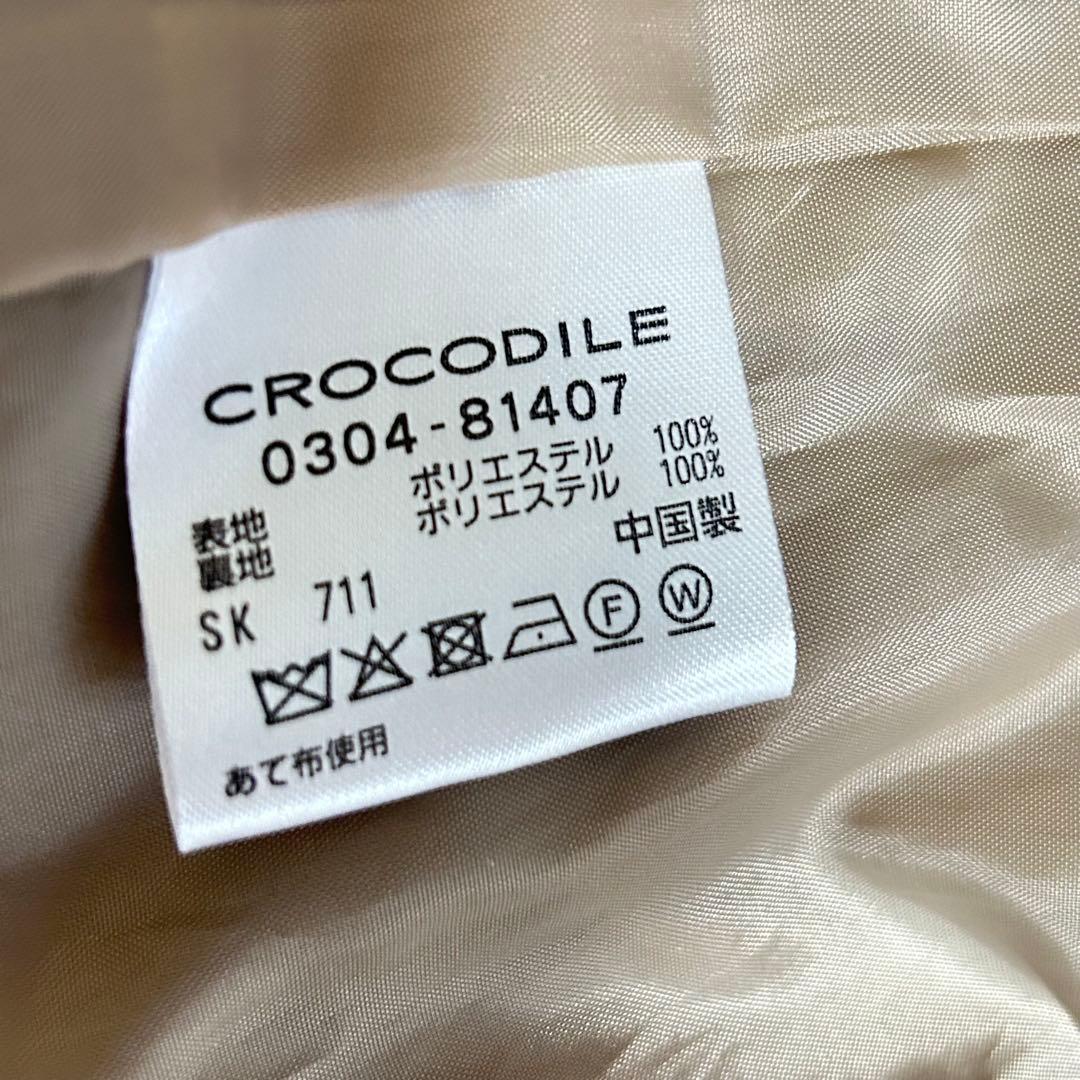 CROCODILE
0304-81407
表地 ポリエステル 100%
裏地 ポリエステル 100%
SK 711 中国製
F W
あて布使用